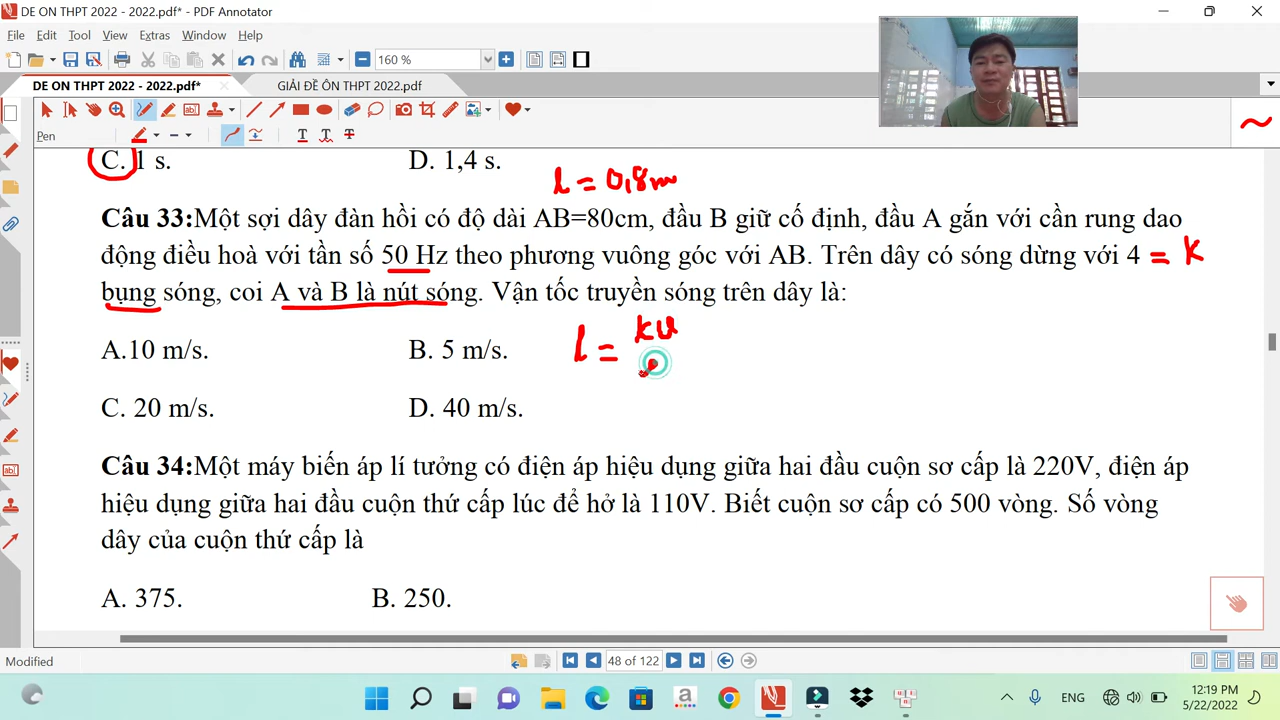 DE ON THPT 2022 - 2022.pdf* - PDF Annotator
File Edit Tool View Extras Window Help
160 %
DE ON THPT 2022 - 2022.pdf*
GIẢI ĐỀ ÔN THPT 2022.pdf
Pen
C. 1 s. D. 1,4 s.
l = 0,8m
Câu 33:Một sợi dây đàn hồi có độ dài AB=80cm, đầu B giữ cố định, đầu A gắn với cần rung dao
động điều hoà với tần số 50 Hz theo phương vuông góc với AB. Trên dây có sóng dừng với 4 = k
bụng sóng, coi A và B là nút sóng. Vận tốc truyền sóng trên dây là:
l = kv
A.10 m/s. B. 5 m/s.
C. 20 m/s. D. 40 m/s.
Câu 34:Một máy biến áp lí tưởng có điện áp hiệu dụng giữa hai đầu cuộn sơ cấp là 220V, điện áp
hiệu dụng giữa hai đầu cuộn thứ cấp lúc để hở là 110V. Biết cuộn sơ cấp có 500 vòng. Số vòng
dây của cuộn thứ cấp là
A. 375. B. 250.
Modified
48 of 122
ENG
12:19 PM
5/22/2022